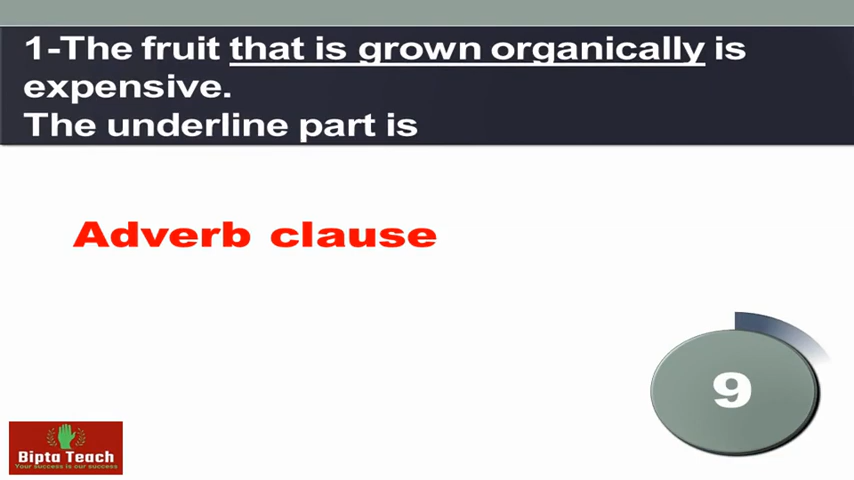 1-The fruit that is grown organically is
expensive.
The underline part is
Adverb clause
9
Bipta Teach
Your success is our success